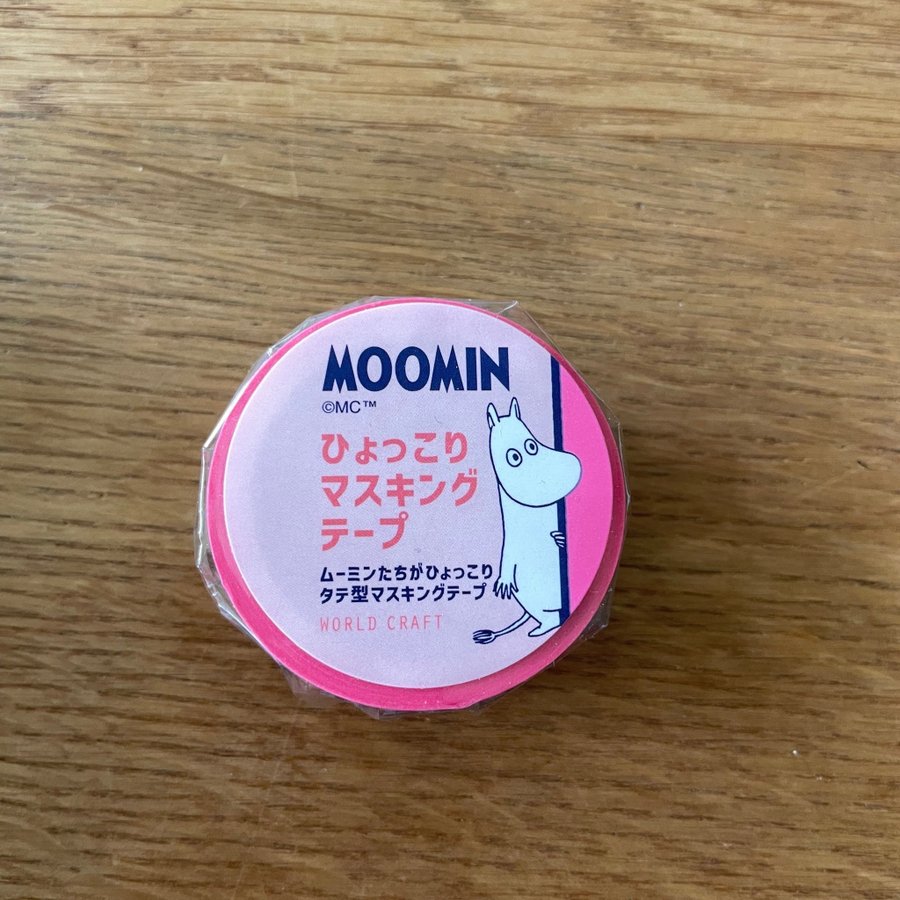 MOOMIN
©MC™
ひょっこり
マスキング
テープ
ムーミンたちがひょっこり
タテ型マスキングテープ
WORLD CRAFT